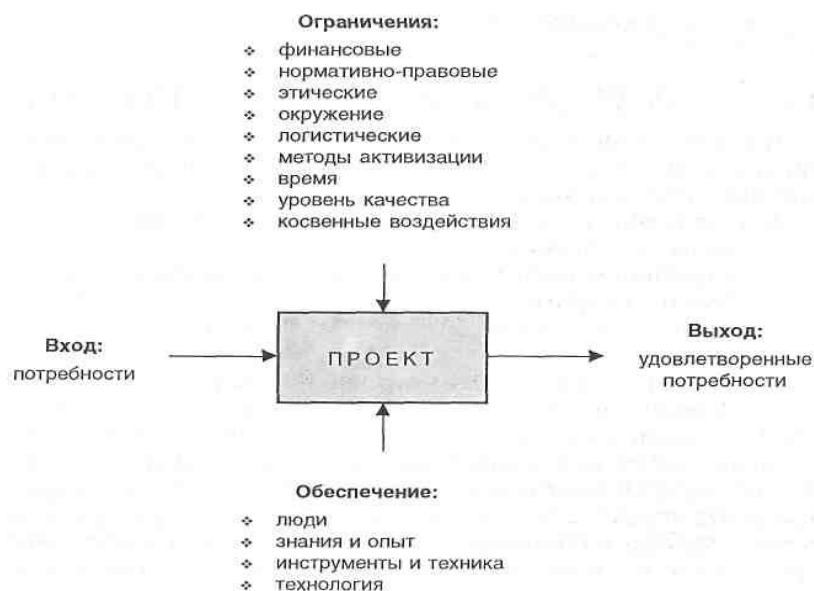 Ограничения:
❖ финансовые
❖ нормативно-правовые
❖ этические
❖ окружение
❖ логистические
❖ методы активизации
❖ время
❖ уровень качества
❖ косвенные воздействия
Вход:
потребности
ПРОЕКТ
Выход:
удовлетворенные
потребности
Обеспечение:
❖ люди
❖ знания и опыт
❖ инструменты и техника
❖ технология